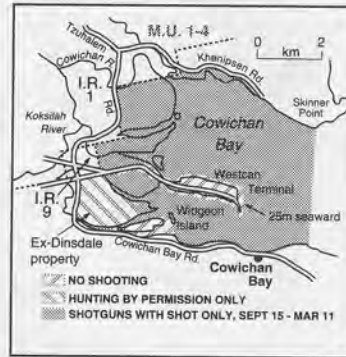 M.U. 1-4
Tzuhalem
Rd.
Cowichan R.
Khenipsen Rd.
0 2
km
I.R.
1
Skinner
Point
Koksilah
River
Cowichan
Bay
Westcan
Terminal
I.R.
9
Widgeon
Island
25m seaward
Ex-Dinsdale
property
Cowichan Bay Rd.
Cowichan
Bay
NO SHOOTING
HUNTING BY PERMISSION ONLY
SHOTGUNS WITH SHOT ONLY, SEPT 15 - MAR 11